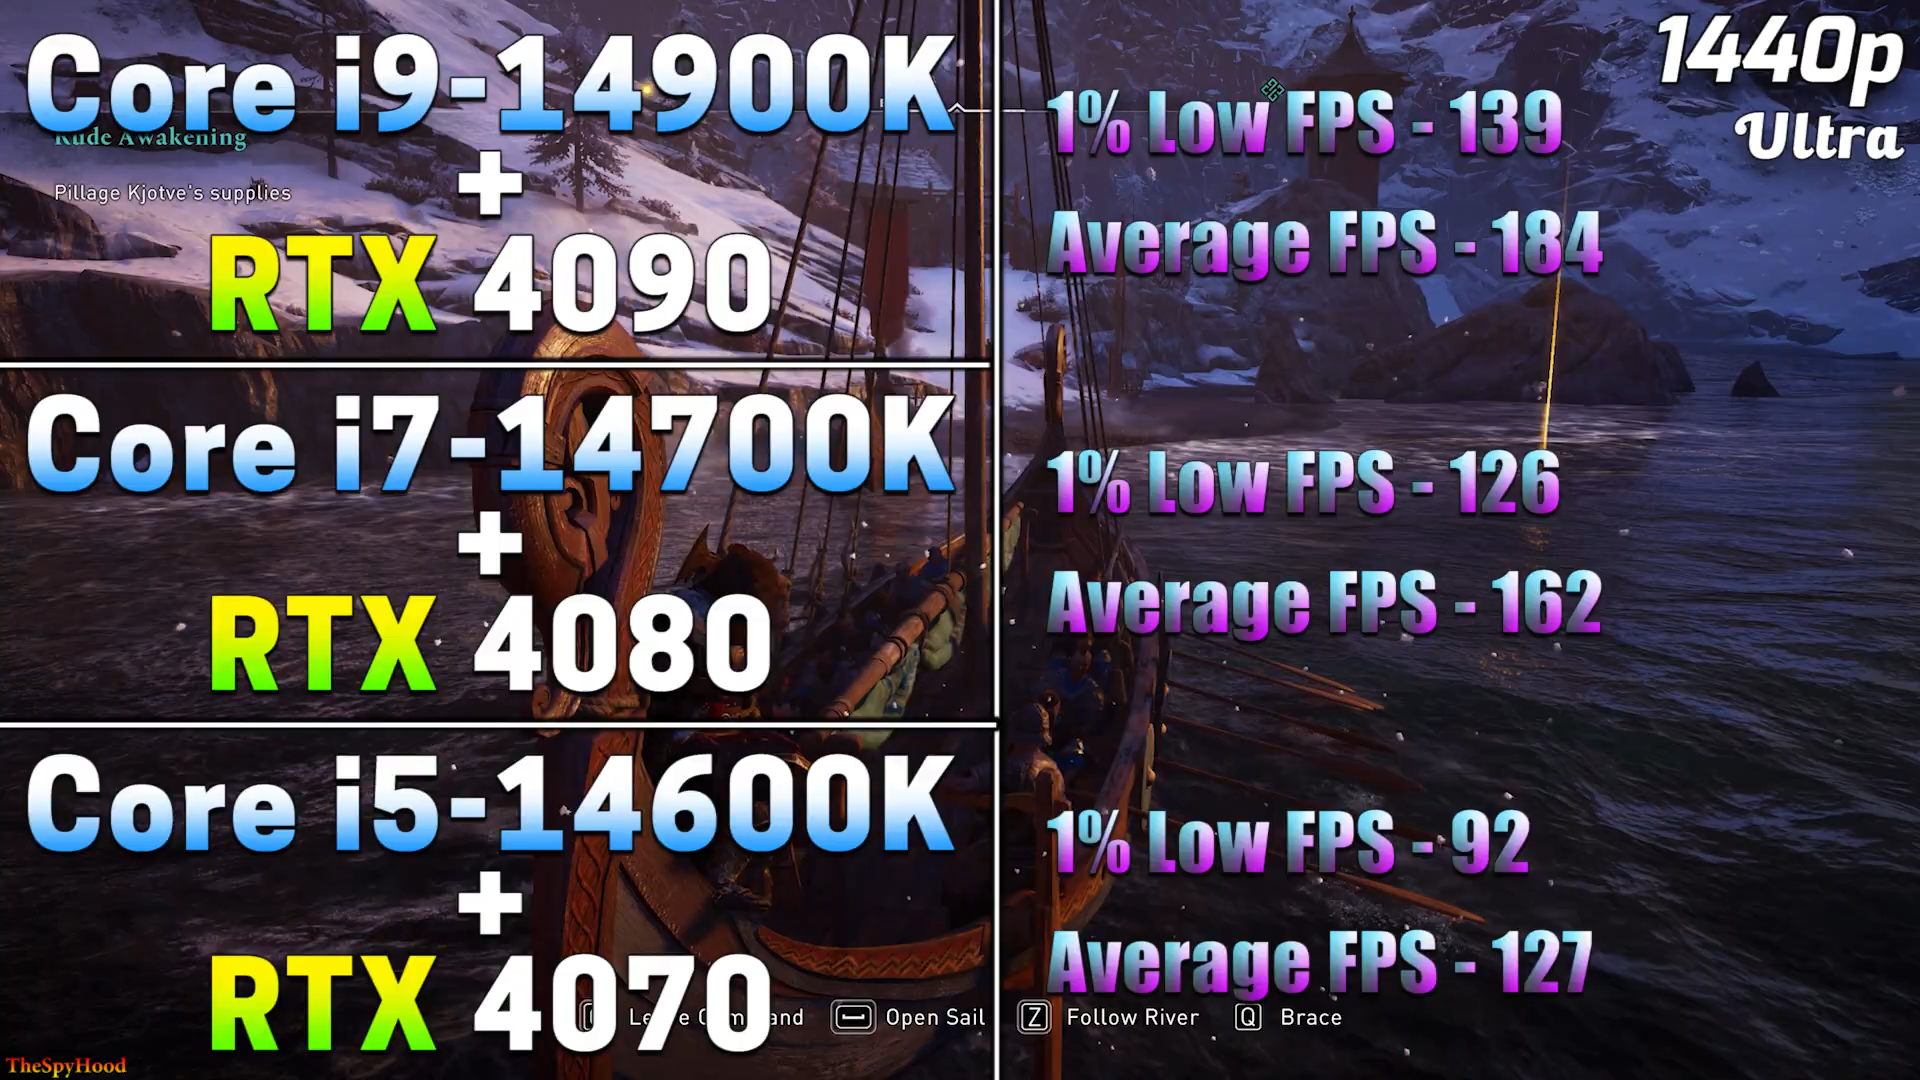 Core i9-14900K
+
RTX 4090
Rude Awakening
Pillage Kjotve's supplies
1% Low FPS - 139
Average FPS - 184
1440p
Ultra
Core i7-14700K
+
RTX 4080
1% Low FPS - 126
Average FPS - 162
Core i5-14600K
+
RTX 4070
1% Low FPS - 92
Average FPS - 127
Open Sail
Z Follow River
Q Brace
TheSpyHood